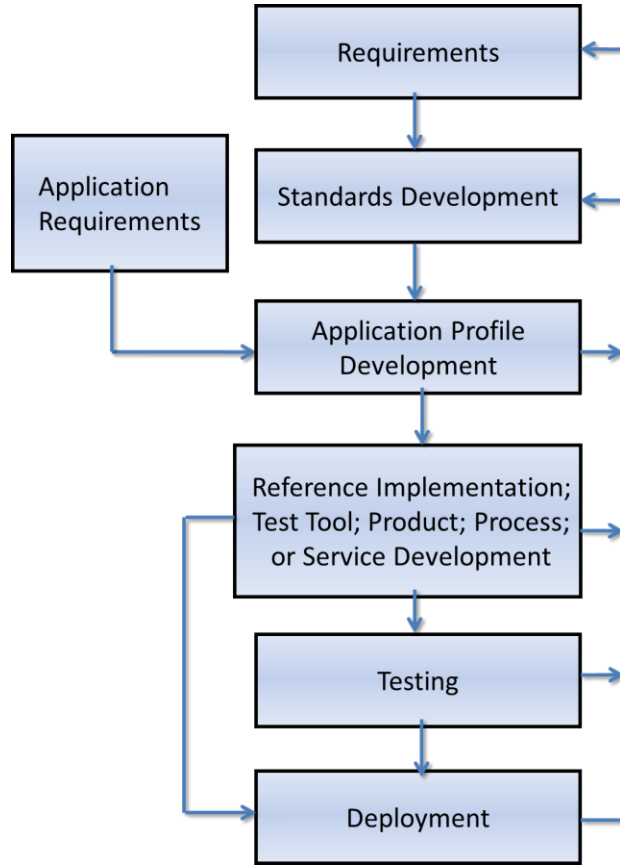 Requirements
Application
Requirements
Standards Development
Application Profile
Development
Reference Implementation;
Test Tool; Product; Process;
or Service Development
Testing
Deployment